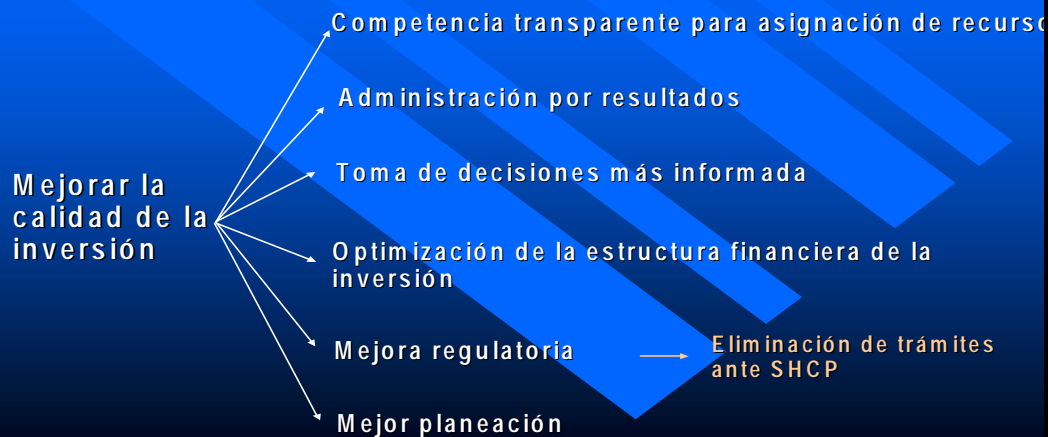 Competencia transparente para asignación de recurso
Administración por resultados
Toma de decisiones más informada
Mejorar la
calidad de la
inversión
Optimización de la estructura financiera de la
inversión
Mejora regulatoria
Eliminación de trámites
ante SHCP
Mejor planeación